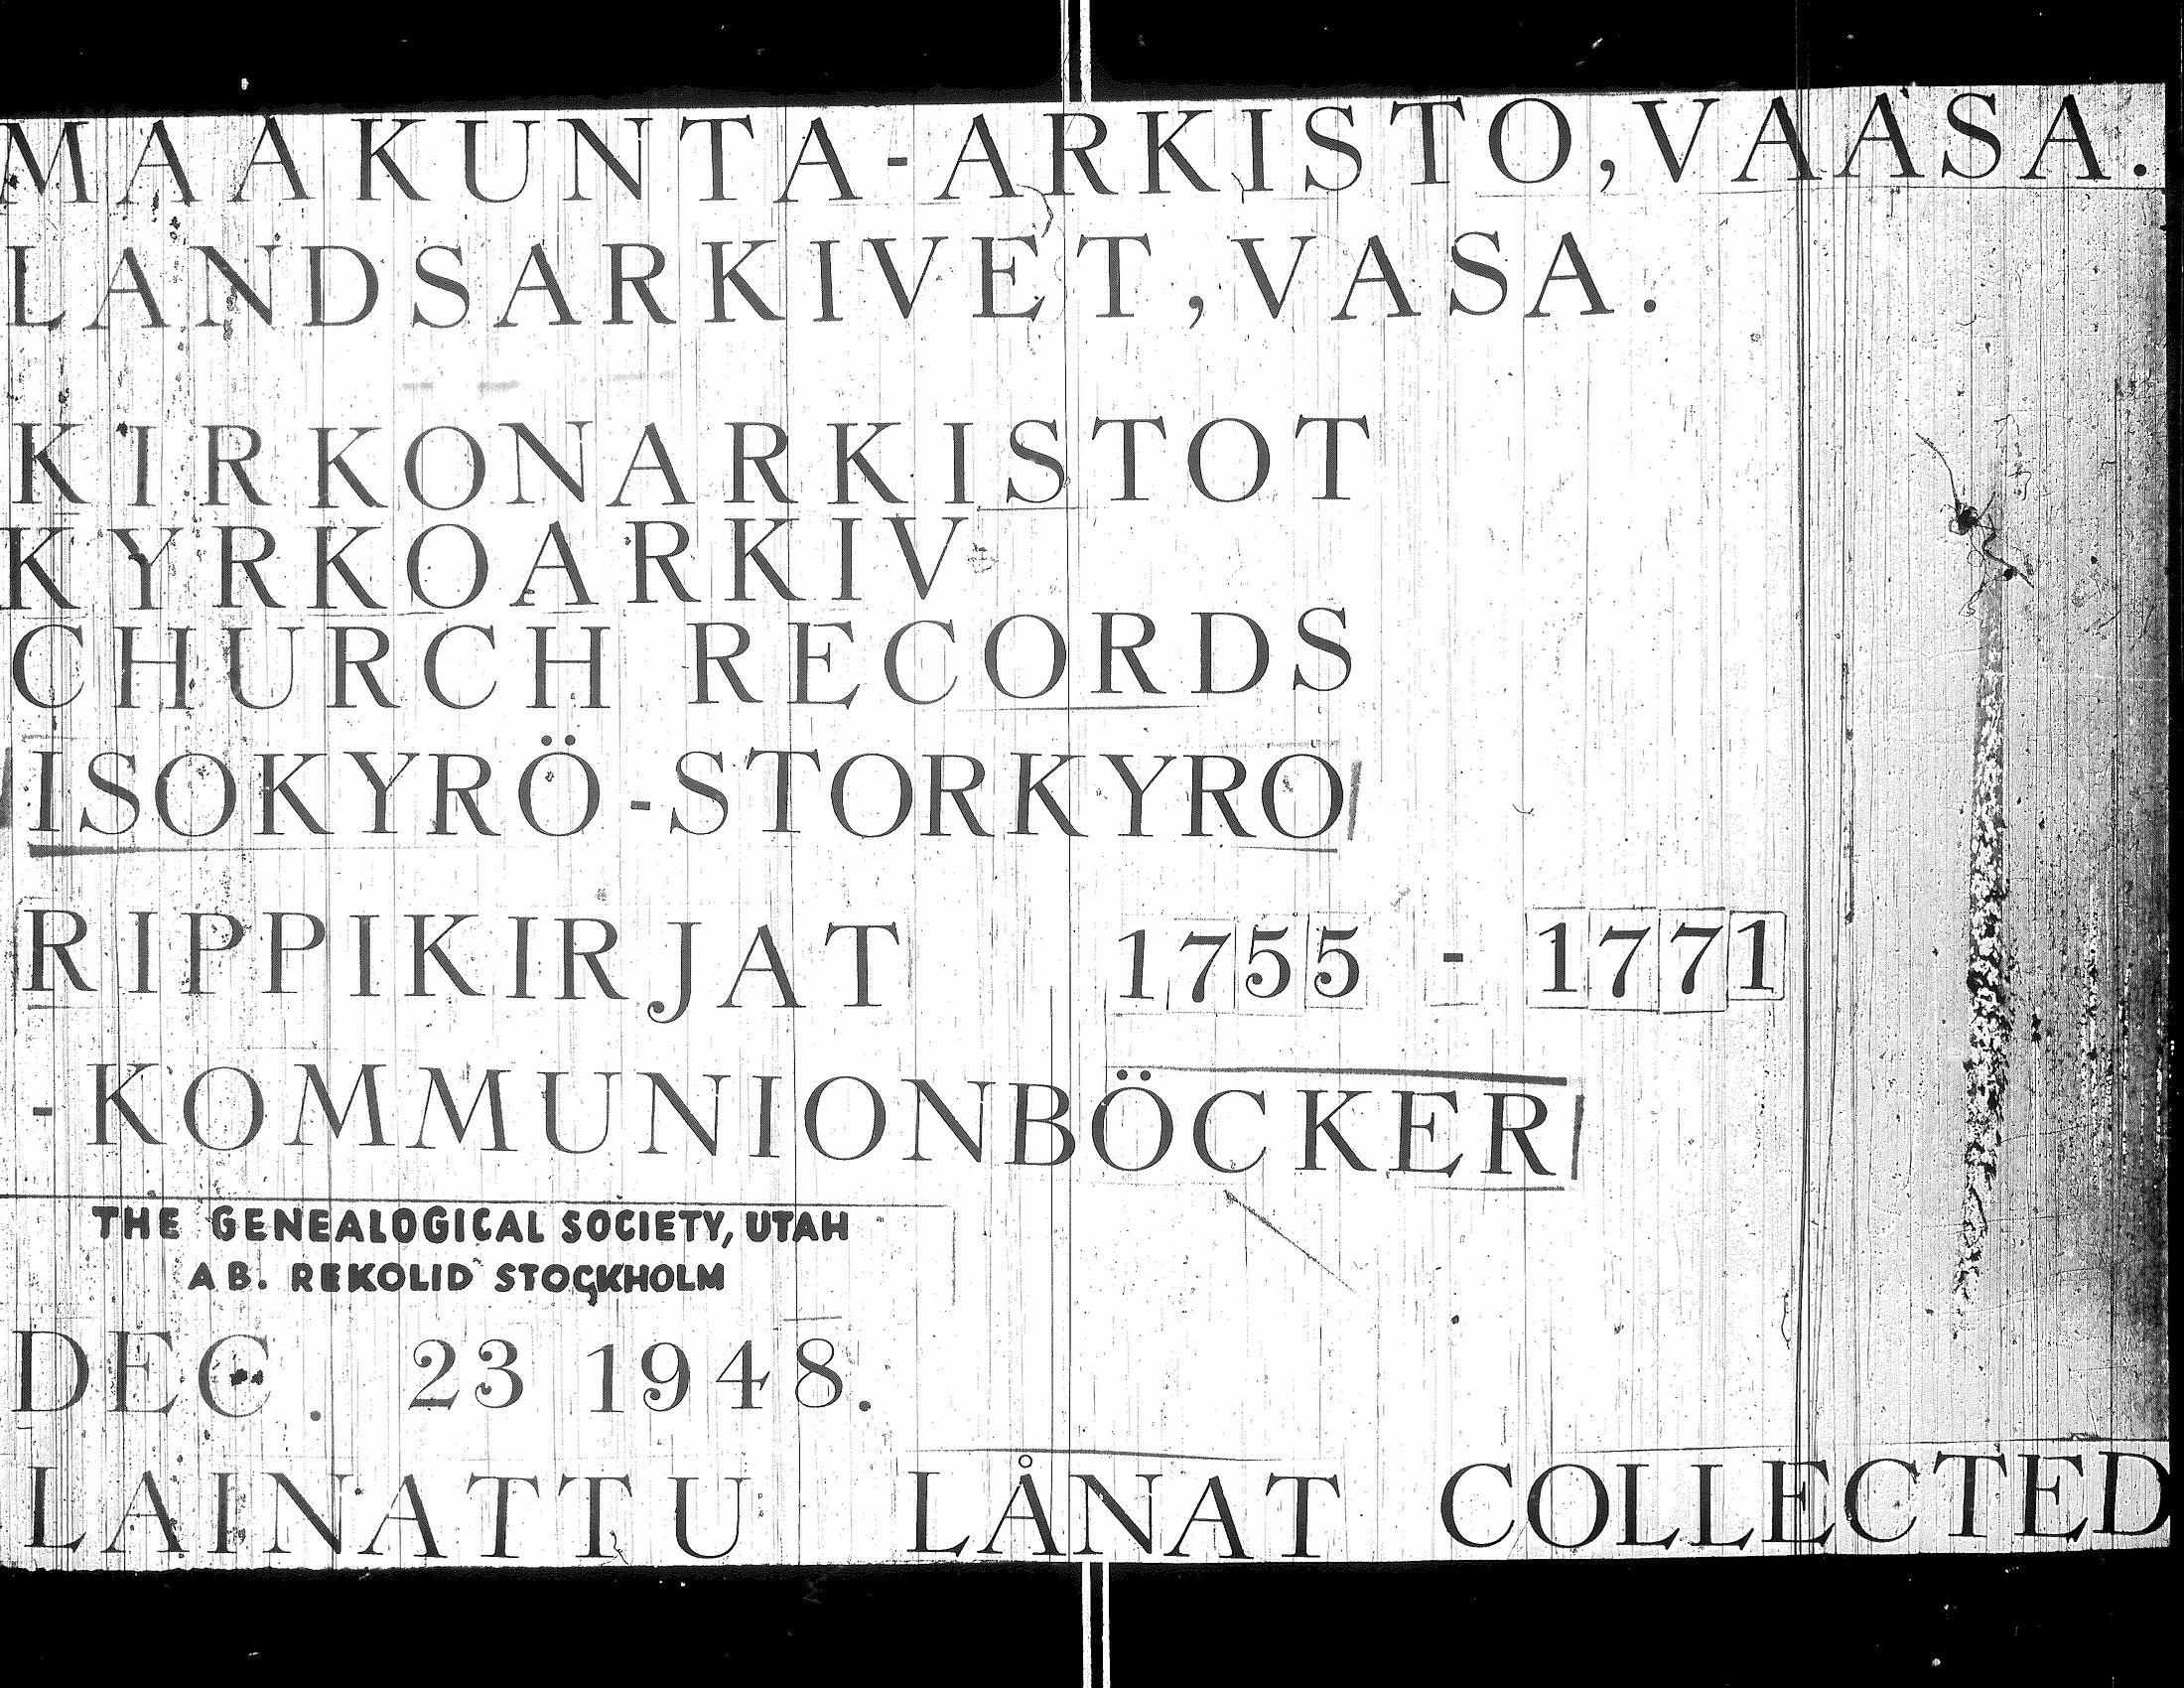 MAAKUNTA-ARKISTO, VAASA.
LANDSARKIVET, VASA.
KIRKONARKISTOT
KYRKOARKIV
CHURCH RECORDS
ISOKYRÖ-STORKYRO
RIPPIKIRJAT 1755 - 1771
-KOMMUNIONBÖCKER
THE GENEALOGICAL SOCIETY, UTAH
AB. REKOLID STOCKHOLM
DEC. 23 1948.
LAINATTU LÅNAT COLLECTED